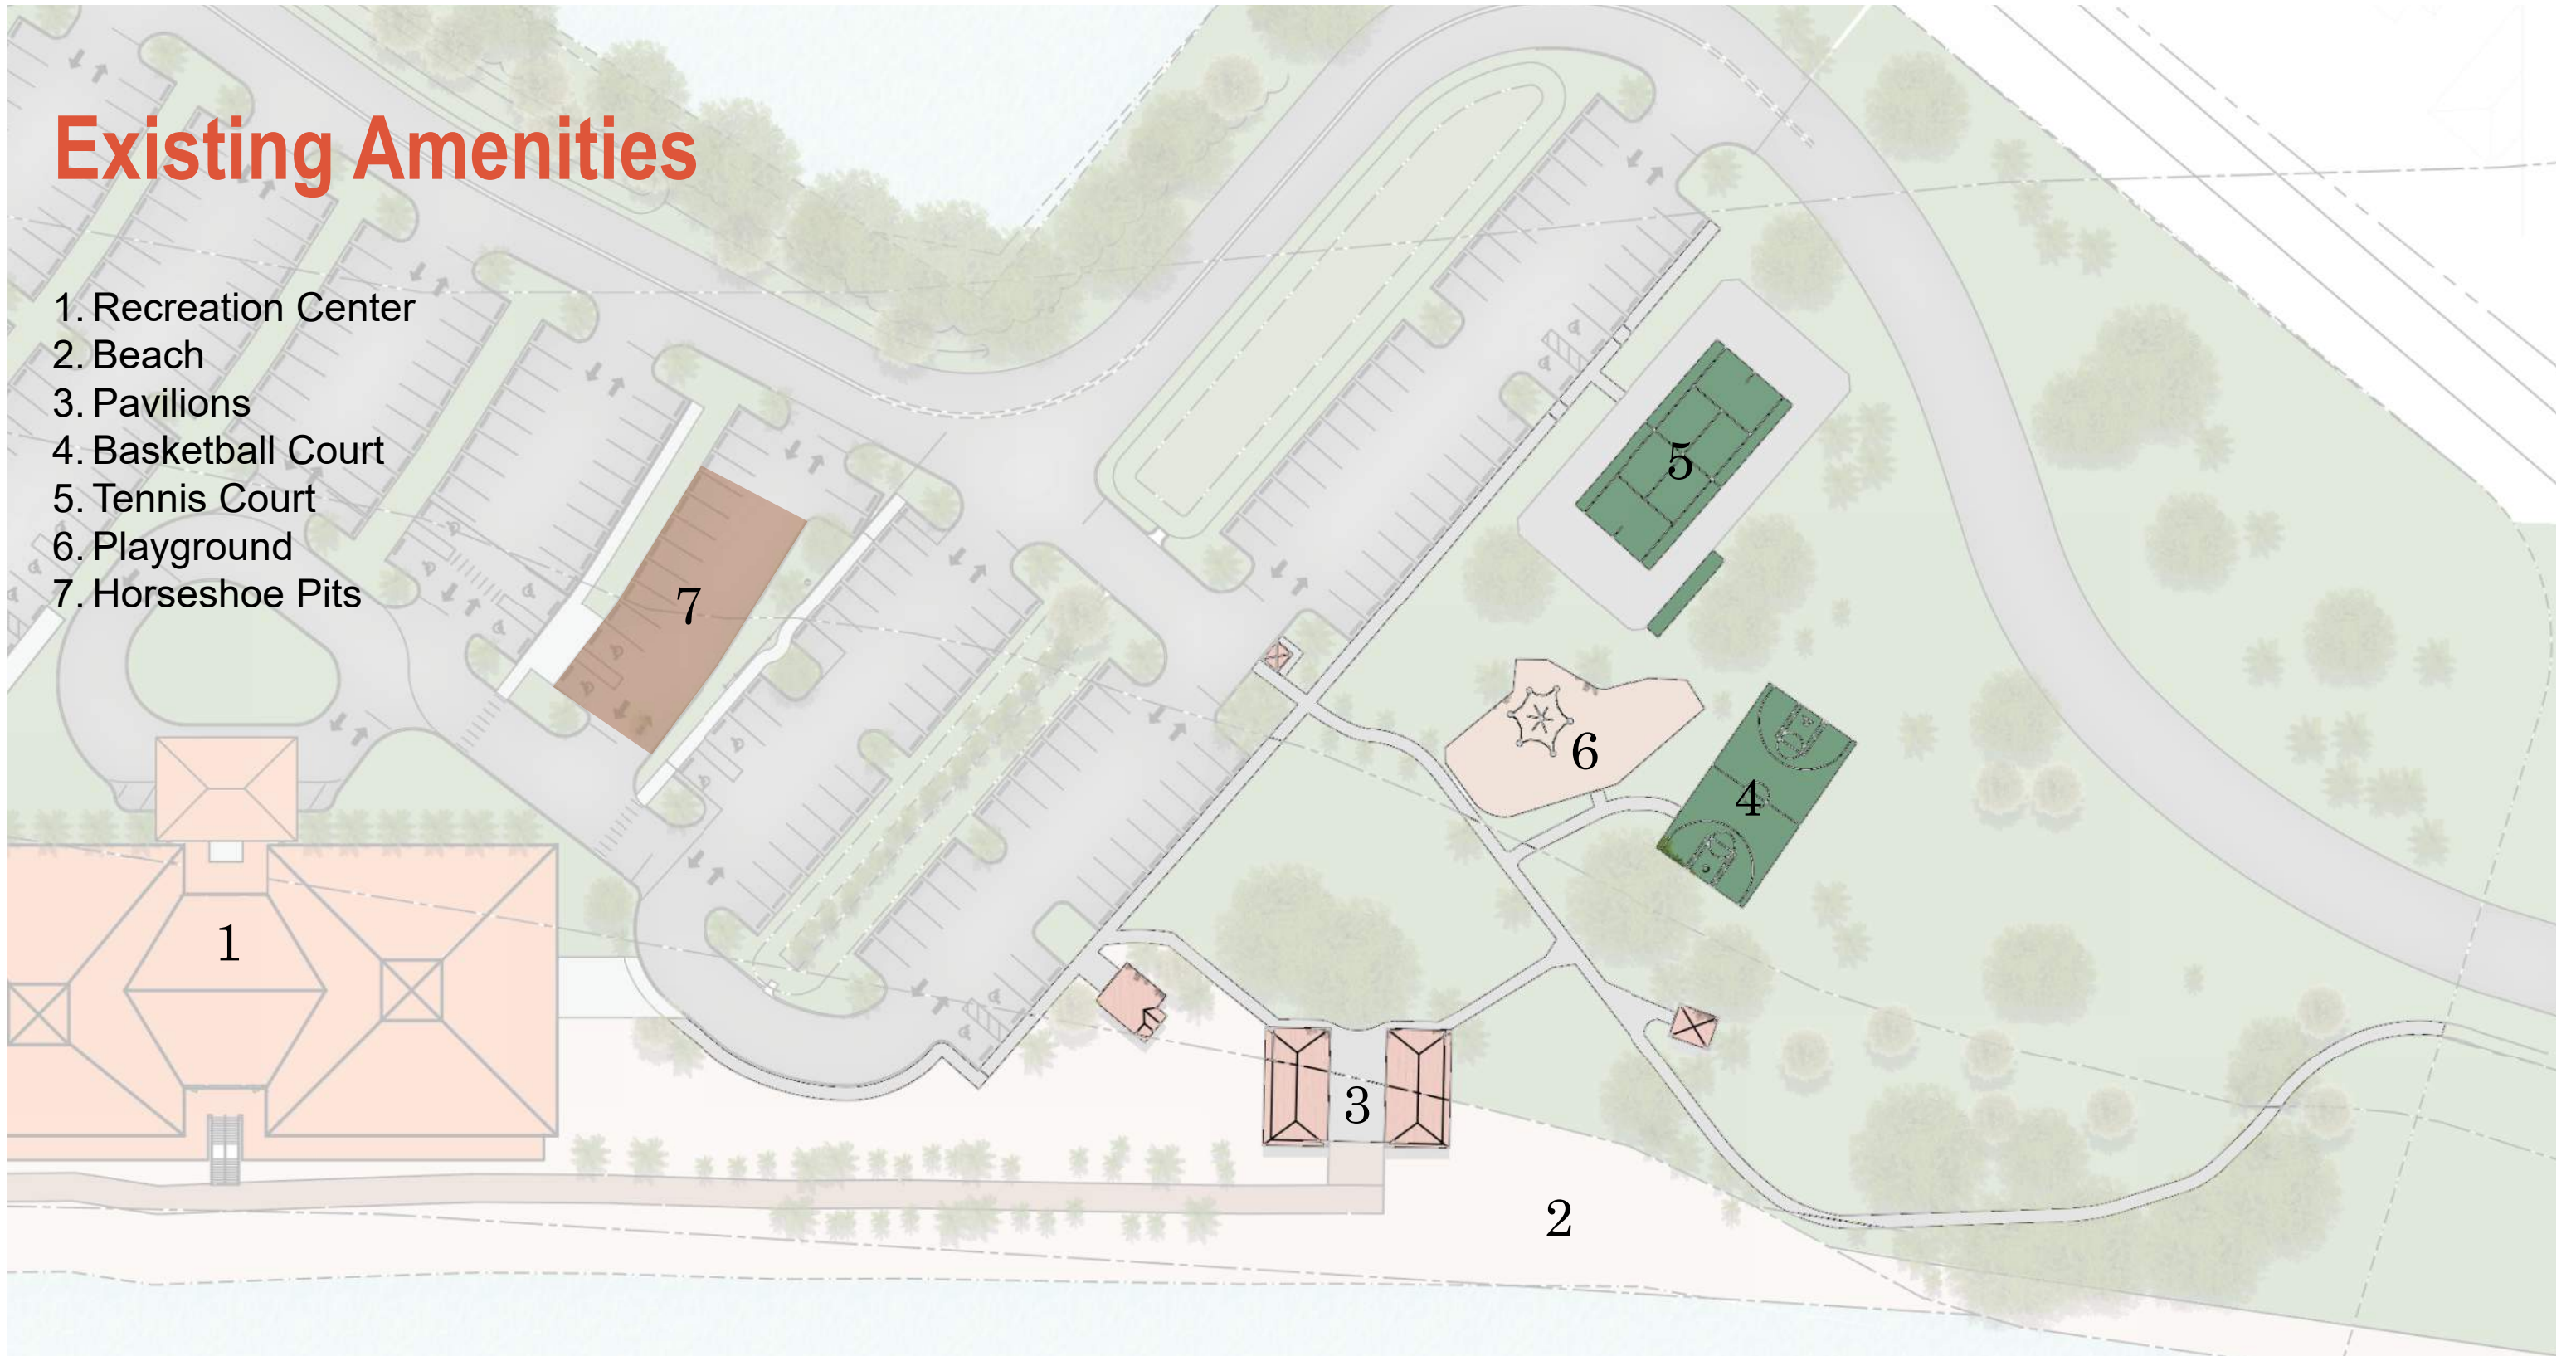 Existing Amenities
1. Recreation Center
2. Beach
3. Pavilions
4. Basketball Court
5. Tennis Court
6. Playground
7. Horseshoe Pits
5
7
6
4
1
3
2